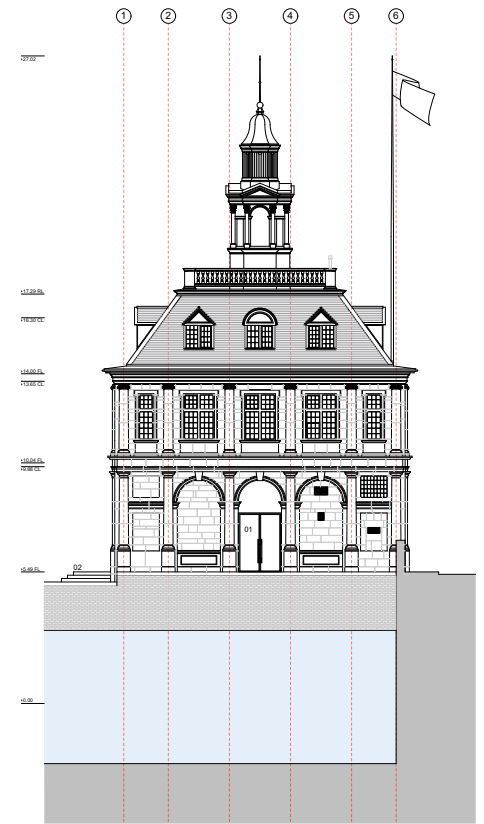 1 2 3 4 5 6
+27.02
+17.29 RL
+16.30 CL
+14.00 FL
+13.65 CL
+10.04 FL
+9.88 CL
01
02
+5.49 FL
+0.00